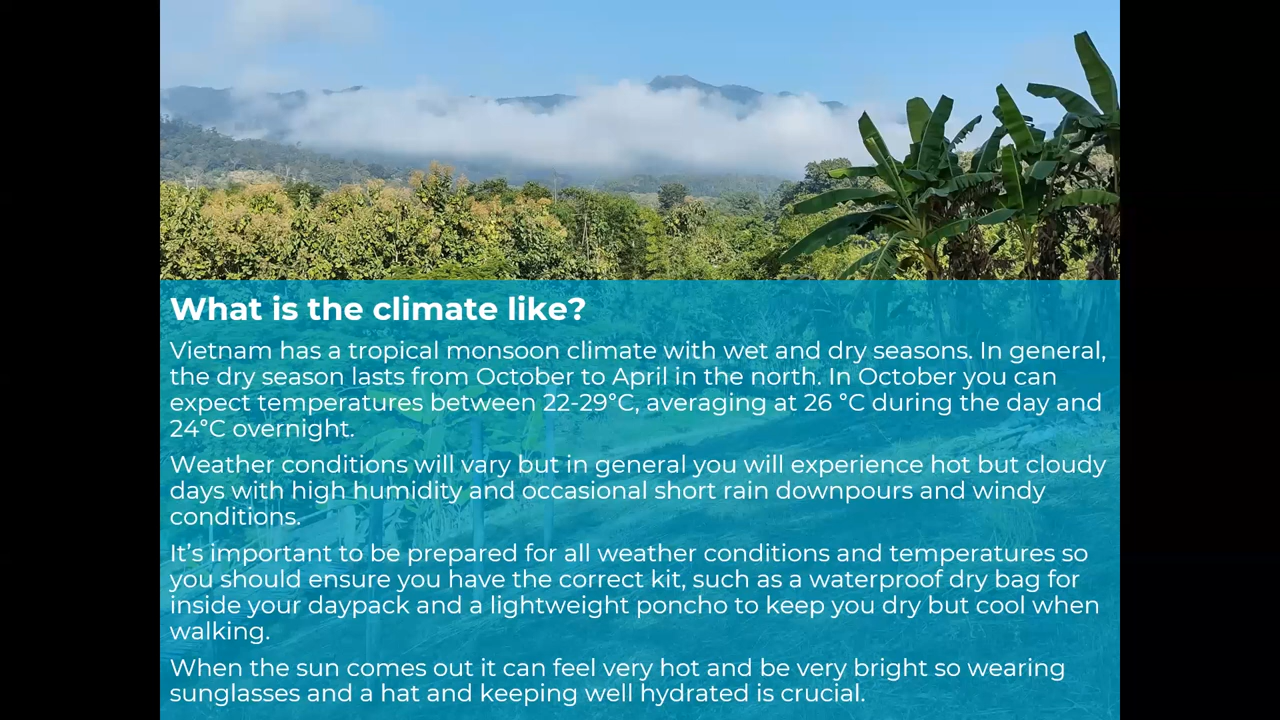 What is the climate like?
Vietnam has a tropical monsoon climate with wet and dry seasons. In general,
the dry season lasts from October to April in the north. In October you can
expect temperatures between 22-29°C, averaging at 26 °C during the day and
24°C overnight.
Weather conditions will vary but in general you will experience hot but cloudy
days with high humidity and occasional short rain downpours and windy
conditions.
It’s important to be prepared for all weather conditions and temperatures so
you should ensure you have the correct kit, such as a waterproof dry bag for
inside your daypack and a lightweight poncho to keep you dry but cool when
walking.
When the sun comes out it can feel very hot and be very bright so wearing
sunglasses and a hat and keeping well hydrated is crucial.